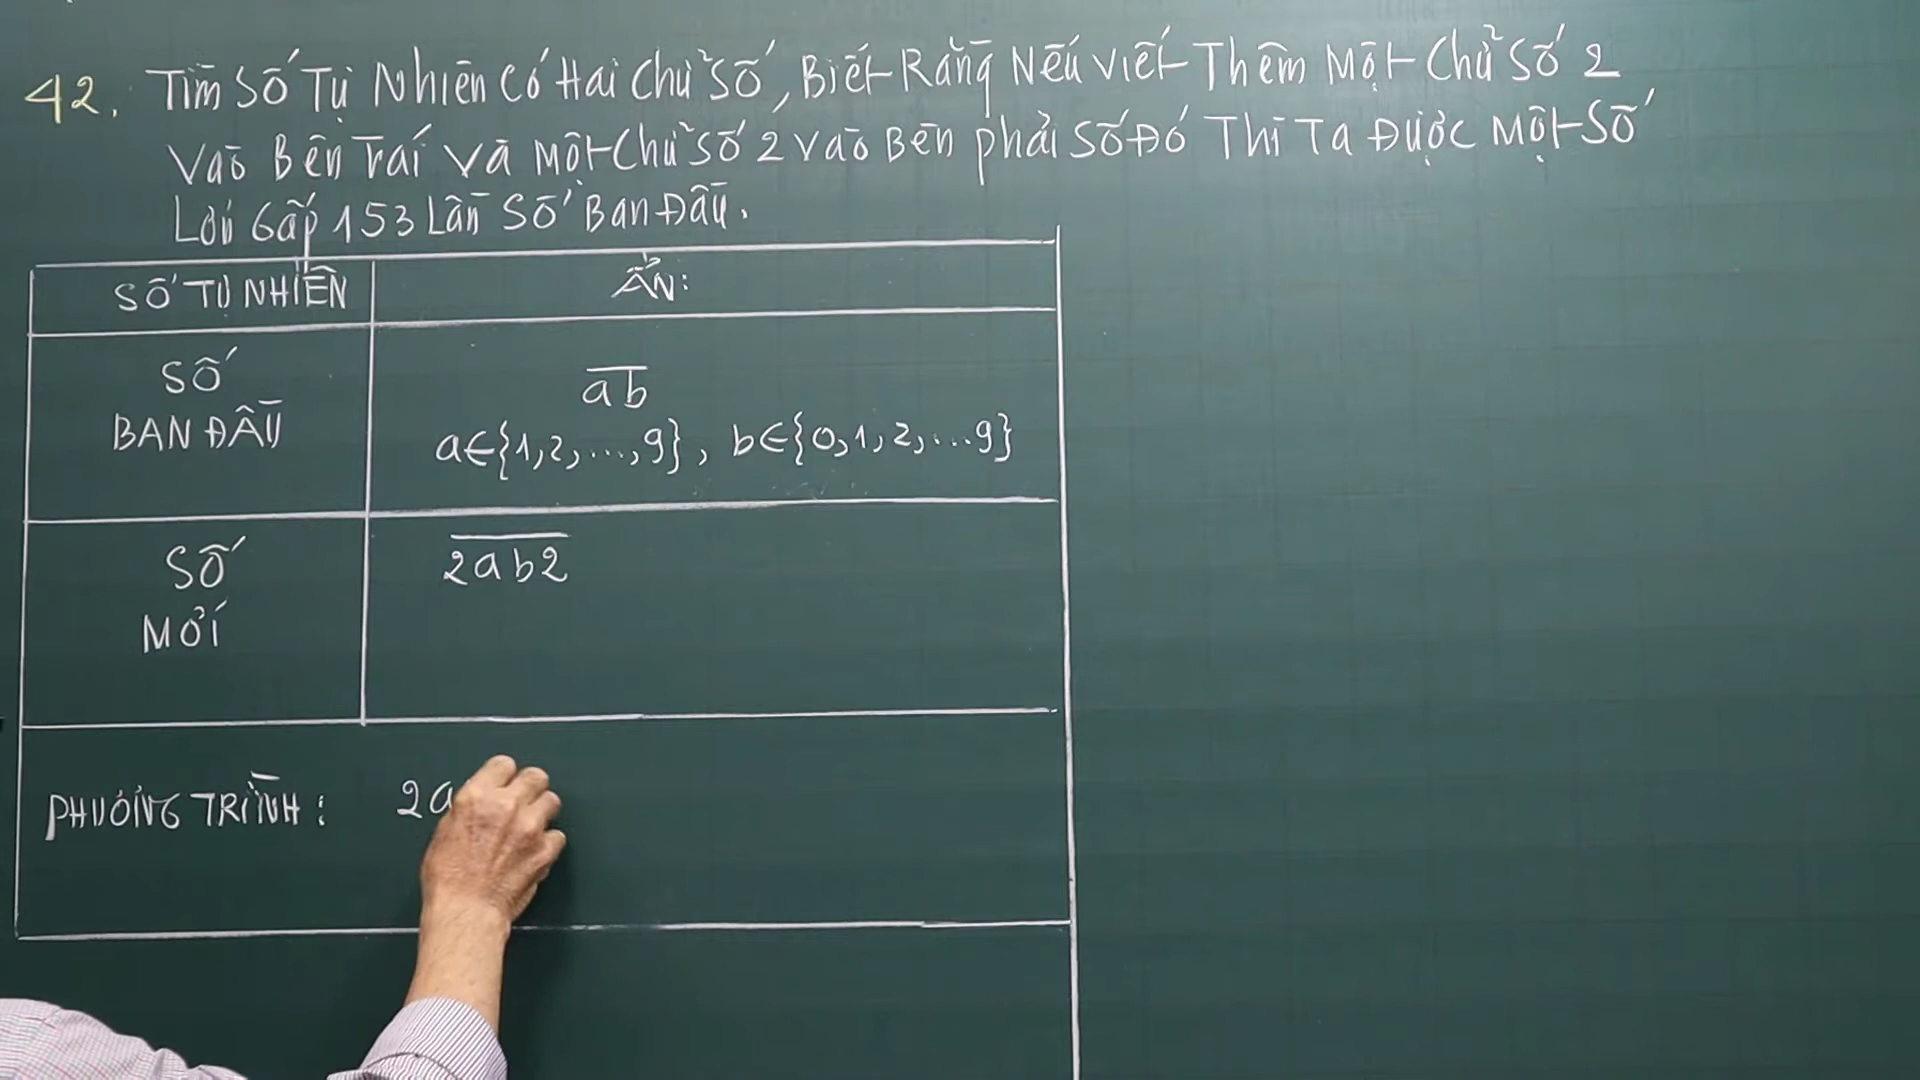 42. Tìm Số Tự Nhiên Có Hai Chữ Số, Biết Rằng Nếu Viết Thêm Một Chữ Số 2
Vào Bên Trái Và Một Chữ Số 2 Vào Bên phải Số Đó Thì Ta Được Một Số
Lớn Gấp 153 Lần Số Ban Đầu.
SỐ TỰ NHIÊN ẨN:
SỐ
BAN ĐẦU
ab
a∈{1,2,...,9}, b∈{0,1,2,...9}
SỐ
MỚI
2ab2
PHƯƠNG TRÌNH: 2a